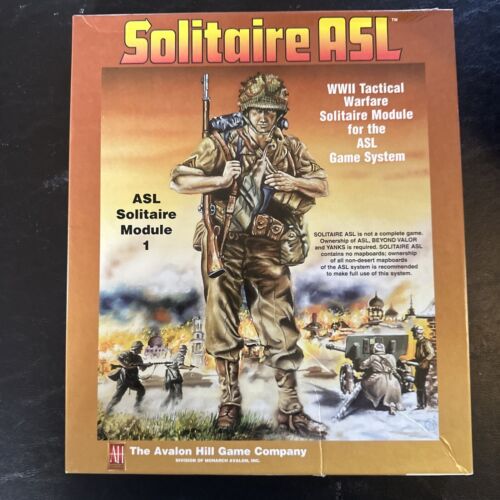 Solitaire ASL™
WWII Tactical
Warfare
Solitaire Module
for the
ASL
Game System
ASL
Solitaire
Module
1
SOLITAIRE ASL is not a complete game.
Ownership of ASL, BEYOND VALOR
and YANKS is required. SOLITAIRE ASL
contains no mapboards; ownership
of all non-desert mapboards
of the ASL system is recommended
to make full use of this system.
AH
The Avalon Hill Game Company
DIVISION OF MONARCH AVALON, INC.